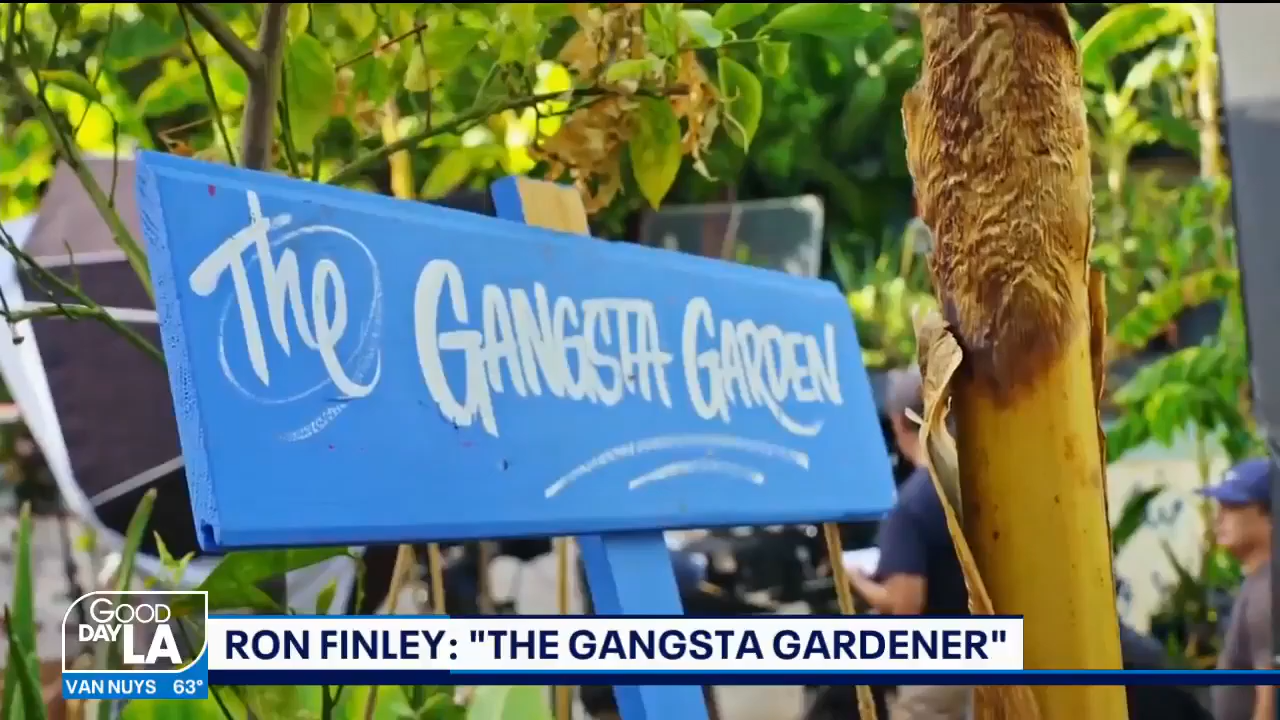 The GANGSTA GARDEN
GOOD
DAY LA
RON FINLEY: "THE GANGSTA GARDENER"
VAN NUYS 63°